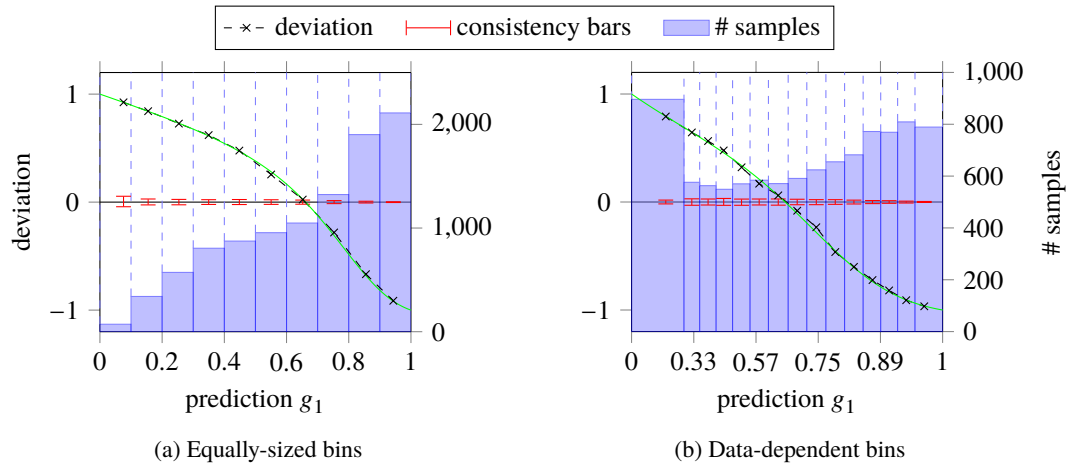 deviation consistency bars # samples
1
0
−1
deviation
2,000
1,000
0
0 0.2 0.4 0.6 0.8 1
prediction g₁
(a) Equally-sized bins
1
0
−1
1,000
800
600
400
200
0
# samples
0 0.33 0.57 0.75 0.89 1
prediction g₁
(b) Data-dependent bins